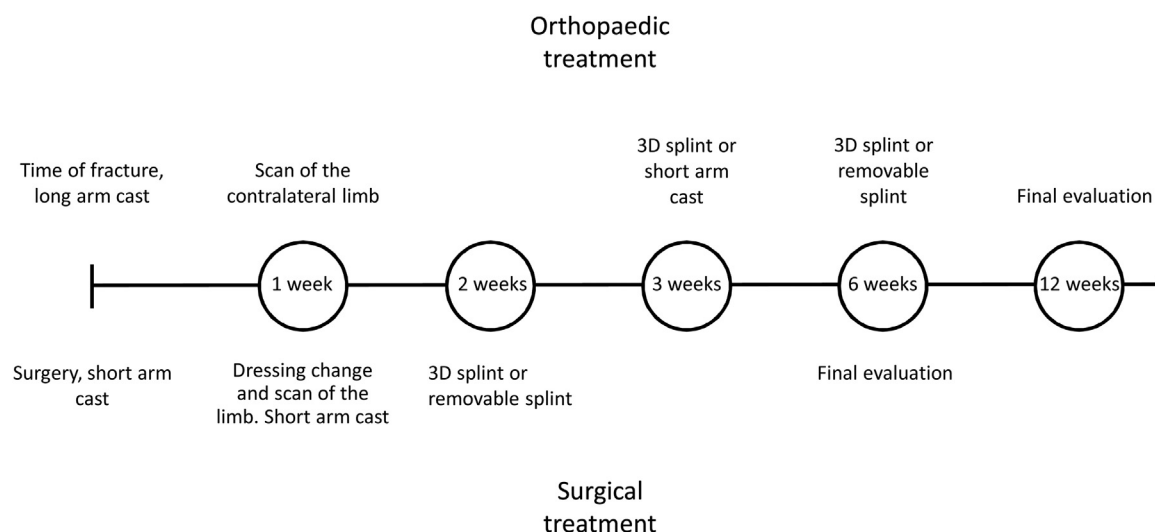 Orthopaedic
treatment
Time of fracture,
long arm cast
Scan of the
contralateral limb
3D splint or
short arm
cast
3D splint or
removable
splint
Final evaluation
1 week
2 weeks
3 weeks
6 weeks
12 weeks
Surgery, short arm
cast
Dressing change
and scan of the
limb. Short arm cast
3D splint or
removable splint
Final evaluation
Surgical
treatment